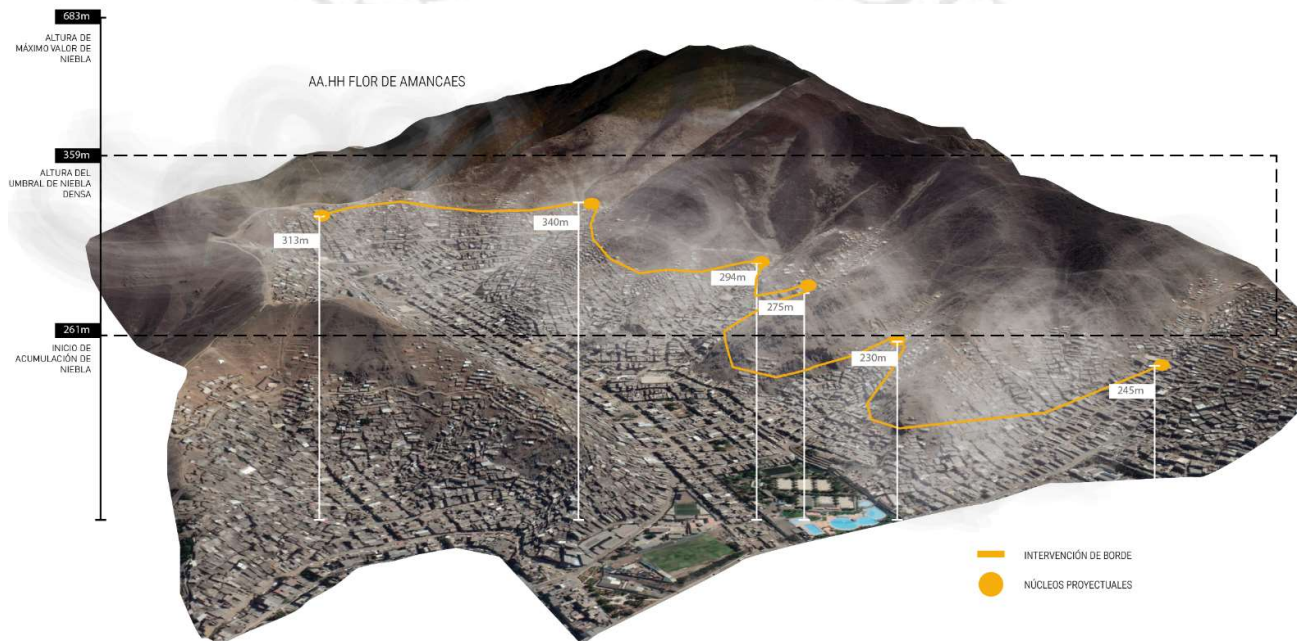 683m
ALTURA DE
MÁXIMO VALOR DE
NIEBLA
AA.HH FLOR DE AMANCAES
359m
ALTURA DEL
UMBRAL DE NIEBLA
DENSA
313m
340m
294m
275m
261m
INICIO DE
ACUMULACIÓN DE
NIEBLA
230m
245m
INTERVENCIÓN DE BORDE
NÚCLEOS PROYECTUALES